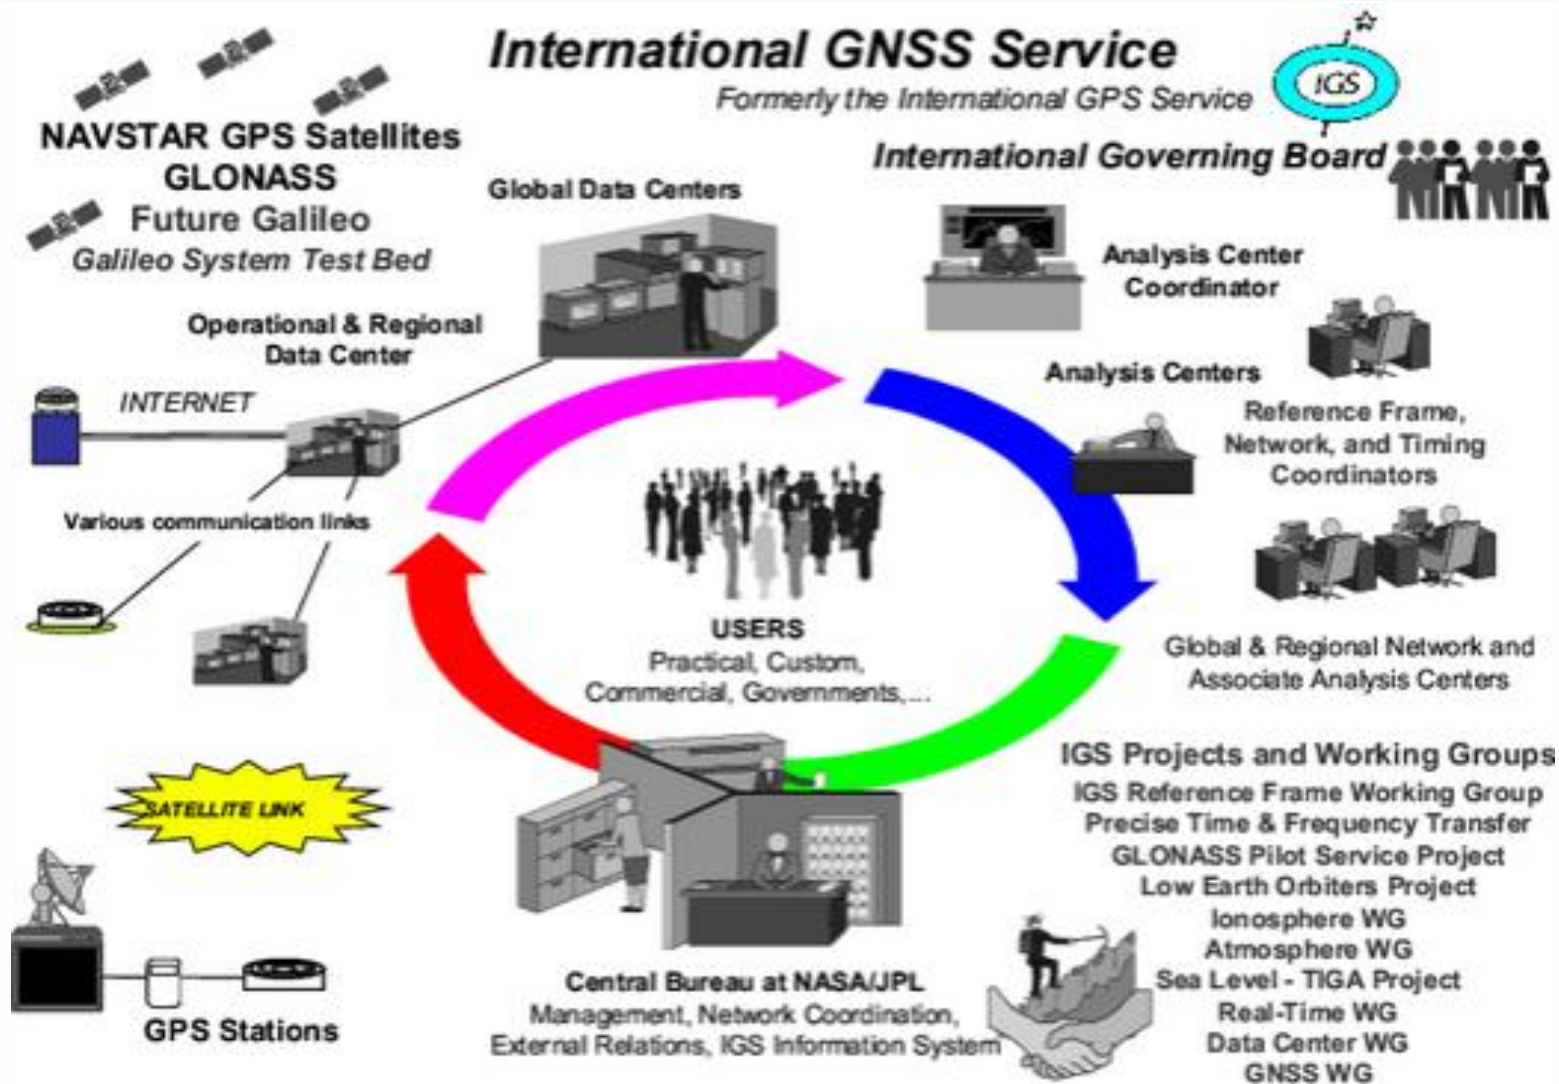 International GNSS Service
Formerly the International GPS Service
IGS
International Governing Board
NAVSTAR GPS Satellites
GLONASS
Future Galileo
Galileo System Test Bed
Global Data Centers
Analysis Center
Coordinator
Operational & Regional
Data Center
Analysis Centers
INTERNET
Reference Frame,
Network, and Timing
Coordinators
Various communication links
USERS
Practical, Custom,
Commercial, Governments,...
Global & Regional Network and
Associate Analysis Centers
SATELLITE LINK
GPS Stations
Central Bureau at NASA/JPL
Management, Network Coordination,
External Relations, IGS Information System
IGS Projects and Working Groups
IGS Reference Frame Working Group
Precise Time & Frequency Transfer
GLONASS Pilot Service Project
Low Earth Orbiters Project
Ionosphere WG
Atmosphere WG
Sea Level - TIGA Project
Real-Time WG
Data Center WG
GNSS WG